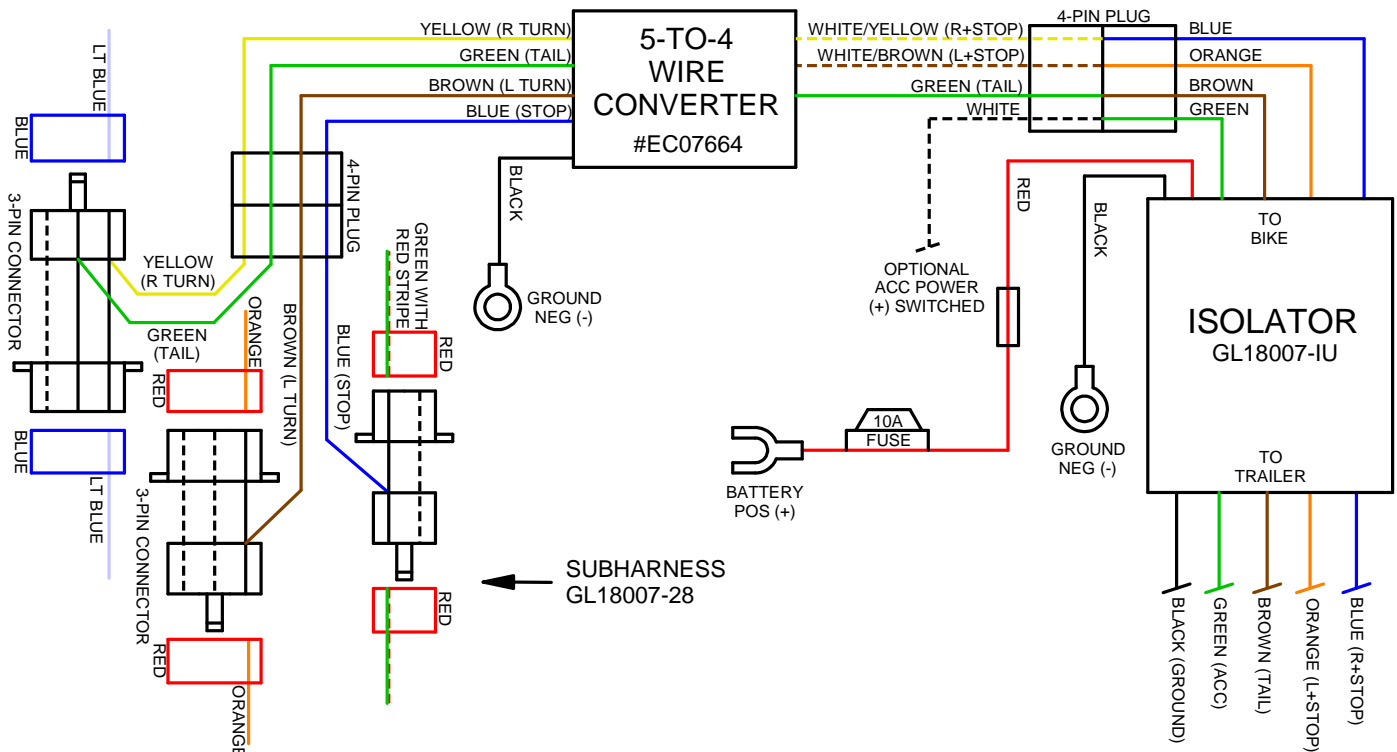 YELLOW (R TURN)
GREEN (TAIL)
BROWN (L TURN)
BLUE (STOP)
5-TO-4
WIRE
CONVERTER
#EC07664
WHITE/YELLOW (R+STOP)
WHITE/BROWN (L+STOP)
GREEN (TAIL)
WHITE
4-PIN PLUG
BLUE
ORANGE
BROWN
GREEN
LT BLUE
BLUE
3-PIN CONNECTOR
4-PIN PLUG
YELLOW
(R TURN)
GREEN
(TAIL)
ORANGE
RED
BROWN (L TURN)
BLUE (STOP)
GREEN WITH
RED STRIPE
RED
BLACK
GROUND
NEG (-)
OPTIONAL
ACC POWER
(+) SWITCHED
RED
BLACK
GROUND
NEG (-)
TO
BIKE
ISOLATOR
GL18007-IU
TO
TRAILER
10A
FUSE
BATTERY
POS (+)
BLUE
LT BLUE
3-PIN CONNECTOR
RED
ORANGE
RED
SUBHARNESS
GL18007-28
BLACK (GROUND)
GREEN (ACC)
BROWN (TAIL)
ORANGE (L+STOP)
BLUE (R+STOP)